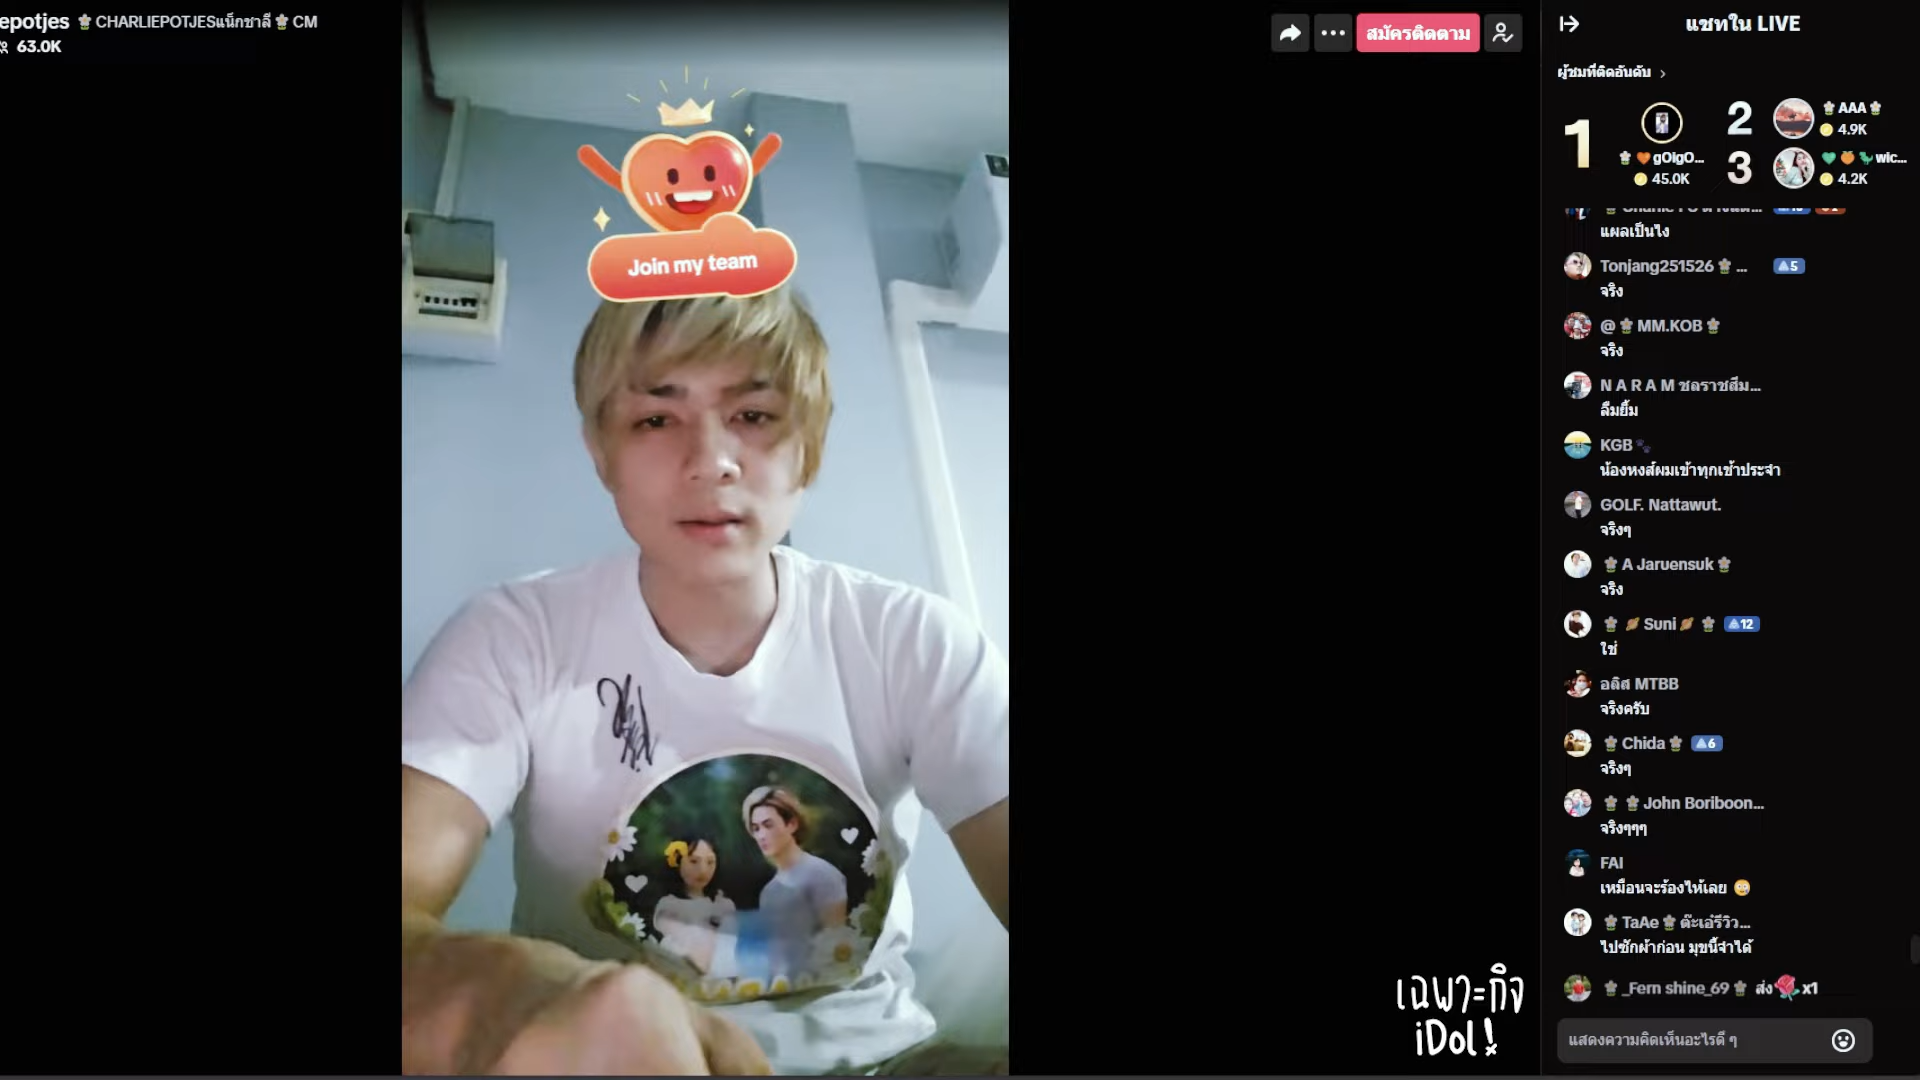 epotjes CHARLIEPOTJESแน็กชาลีCM
63.0K
สมัครติดตาม
Join my team
เฉพาะกิจ
iDol!
แชทใน LIVE
ผู้ชมที่ติดอันดับ
1
gOigO...
45.0K
2
AAA
4.9K
3
wic...
4.2K
แผลเป็นไง
Tonjang251526 ... 5
จริง
@ MM.KOB
จริง
N A R A M ชลราชสีม...
ลืมยิ้ม
KGB
น้องหงส์ผมเข้าทุกเช้าประจำ
GOLF. Nattawut.
จริงๆ
A Jaruensuk
จริง
Suni 12
ใช่
อลิส MTBB
จริงครับ
Chida 6
จริงๆ
John Boriboon...
จริงๆๆๆ
FAI
เหมือนจะร้องไห้เลย
TaAe ต๊ะเอ๋รีวิว...
ไปซักผ้าก่อน มุขนี้จำได้
_Fern shine_69 ส่ง x1
แสดงความคิดเห็นอะไรดี ๆ